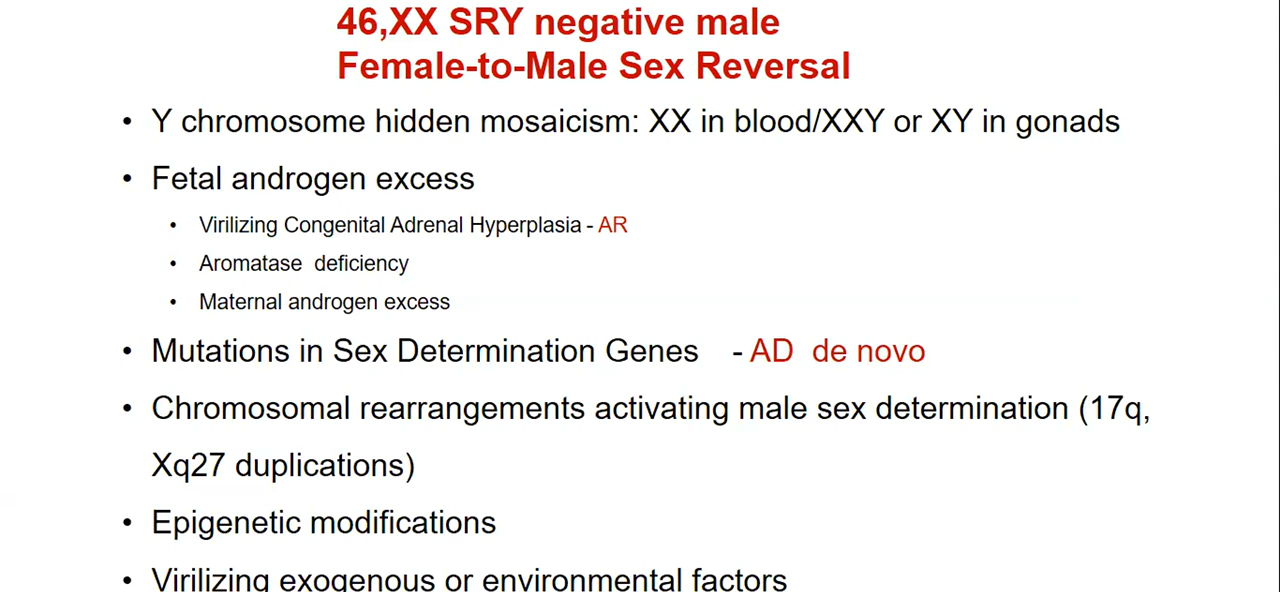 46,XX SRY negative male
Female-to-Male Sex Reversal
• Y chromosome hidden mosaicism: XX in blood/XXY or XY in gonads
• Fetal androgen excess
• Virilizing Congenital Adrenal Hyperplasia - AR
• Aromatase deficiency
• Maternal androgen excess
• Mutations in Sex Determination Genes - AD de novo
• Chromosomal rearrangements activating male sex determination (17q,
Xq27 duplications)
• Epigenetic modifications
• Virilizing exogenous or environmental factors